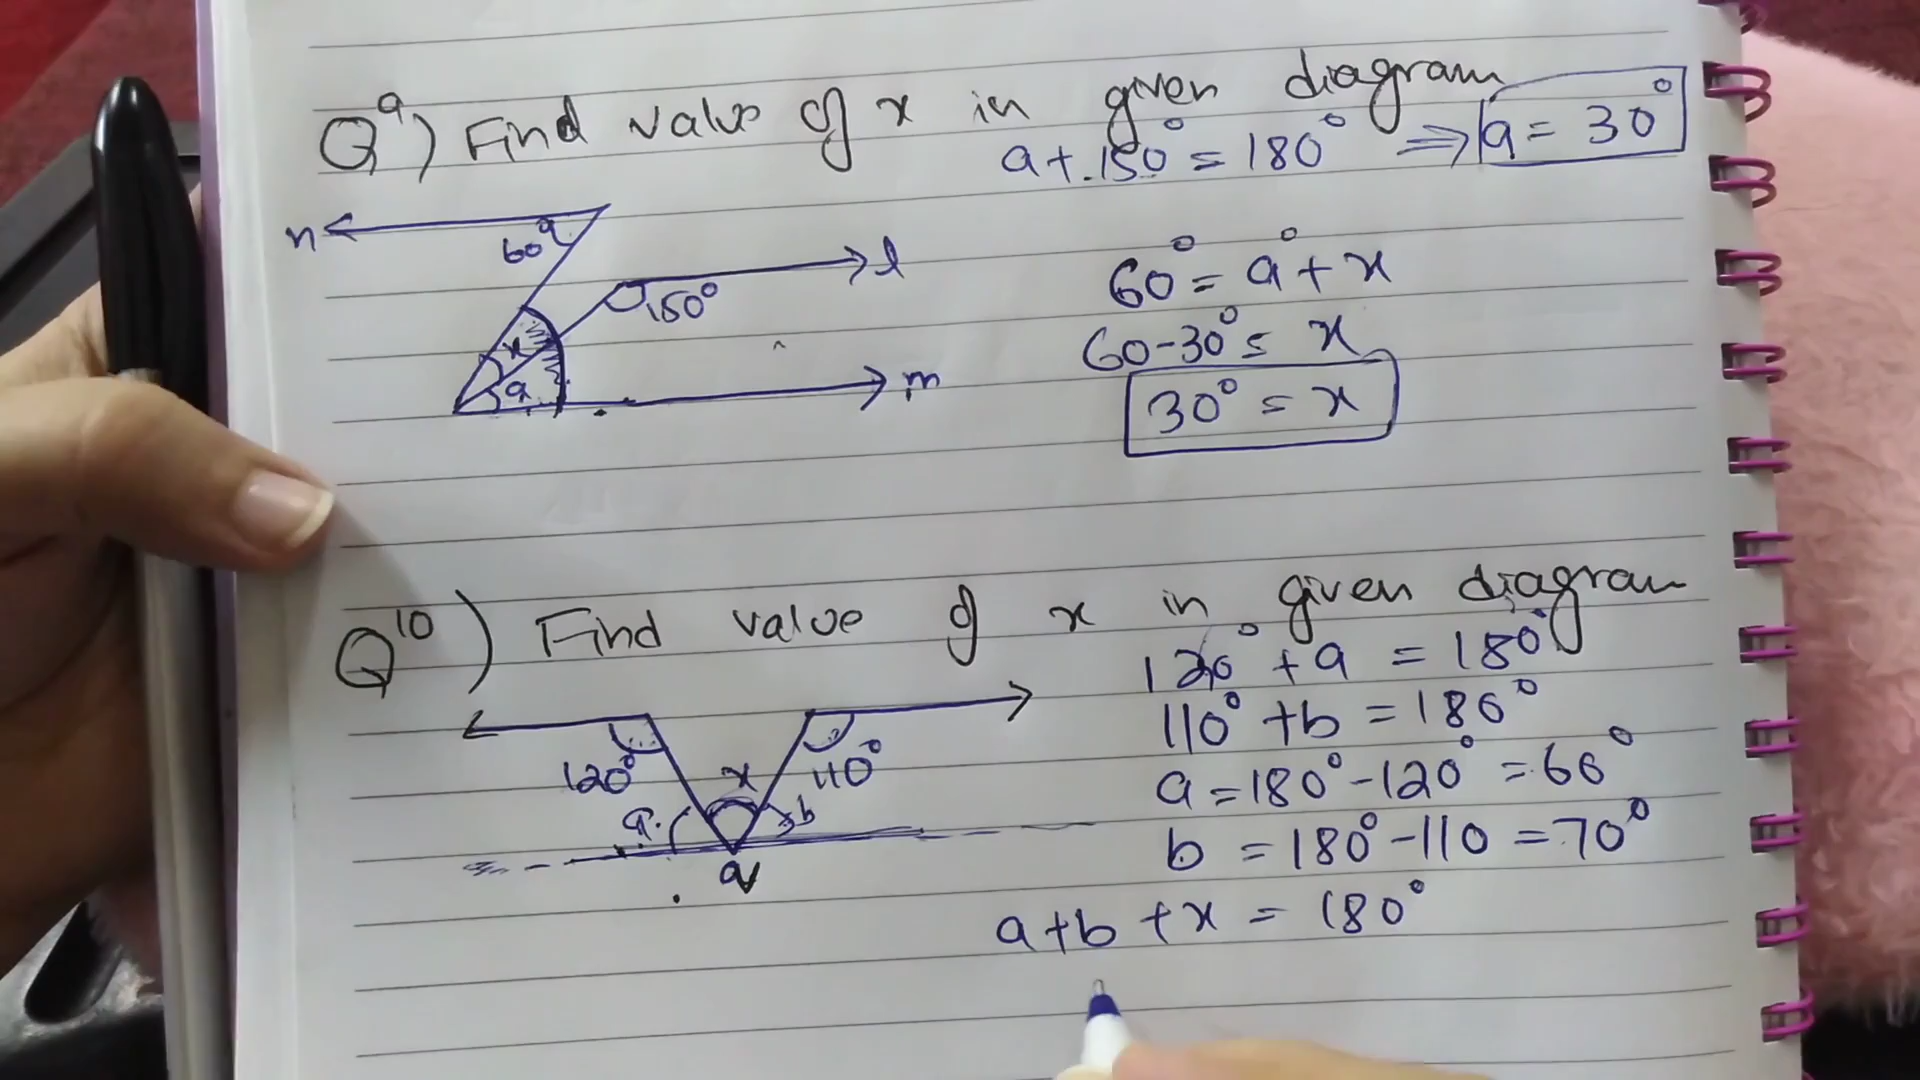 Q9) Find value of x in given diagram
a + 150° = 180° ⇒ a = 30°
n
60°
l
150°
60° = a° + x
x
60 - 30° = x
a
m
30° = x
Q10) Find value of x in given diagram
120° + a = 180°
110° + b = 180°
120°
x
110°
a = 180° - 120° = 60°
a
b
b = 180° - 110 = 70°
a + b + x = 180°